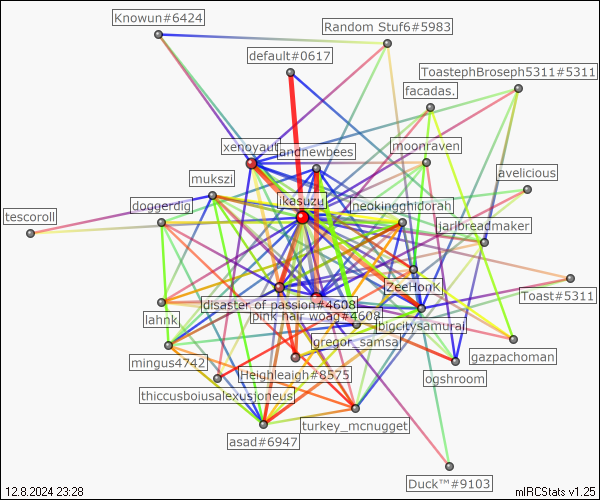 Knowun#6424
Random Stuf6#5983
default#0617
ToastephBroseph5311#5311
facadas.
xenoyaut
andnewbees
moonraven
avelicious
mukszi
ikesuzu
tescoroll
doggerdig
neokingghidorah
jaribreadmaker
ZeeHonk
Toast#5311
disaster of passion#4608
lahnk
pink hair woag#4608
bigcitysamurai
gregor_samsa
mingus4742
gazpachoman
Heighleaigh#8575
ogshroom
thiccusboiusalexusjoneus
turkey_mcnugget
asad#6947
Duck™#9103
12.8.2024 23:28
mIRCStats v1.25